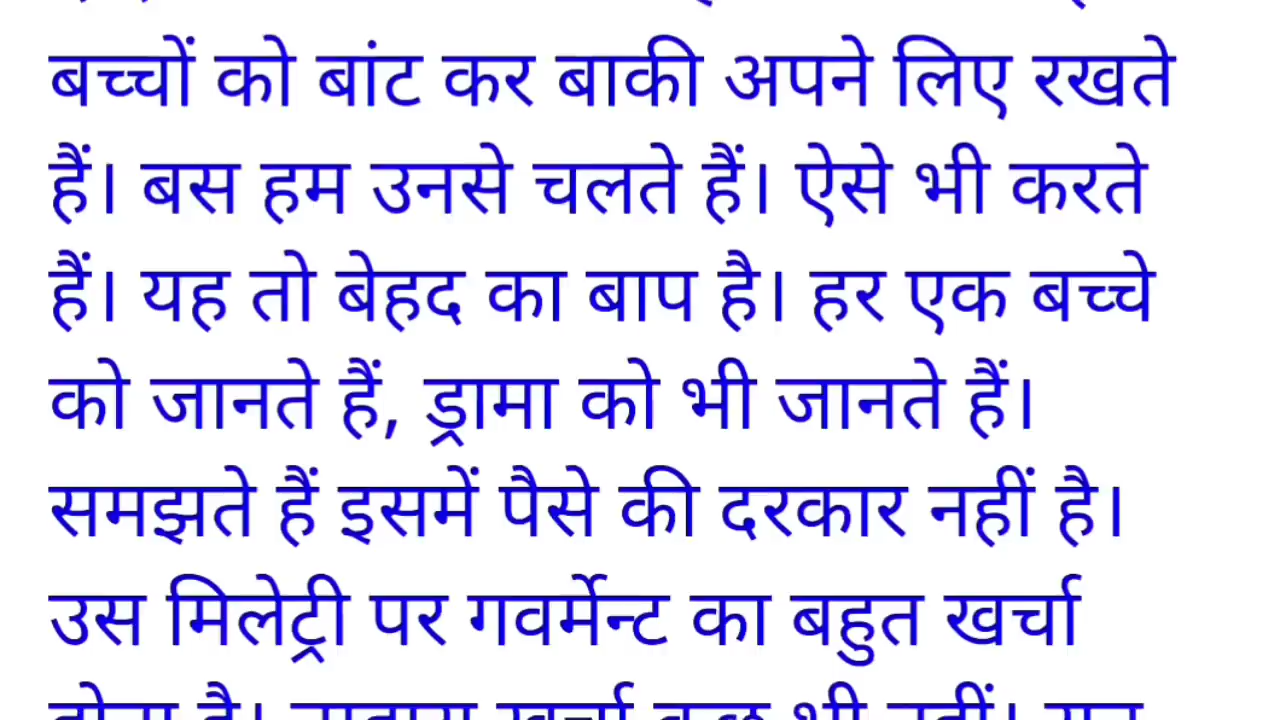 बच्चों को बांट कर बाकी अपने लिए रखते
हैं। बस हम उनसे चलते हैं। ऐसे भी करते
हैं। यह तो बेहद का बाप है। हर एक बच्चे
को जानते हैं, ड्रामा को भी जानते हैं।
समझते हैं इसमें पैसे की दरकार नहीं है।
उस मिलेट्री पर गवर्मेन्ट का बहुत खर्चा